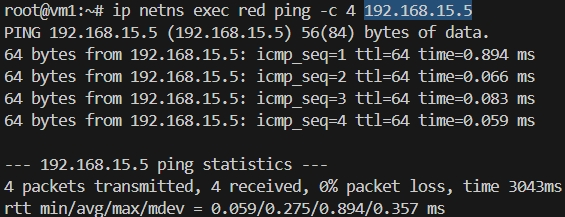 root@vm1:~# ip netns exec red ping -c 4 192.168.15.5
PING 192.168.15.5 (192.168.15.5) 56(84) bytes of data.
64 bytes from 192.168.15.5: icmp_seq=1 ttl=64 time=0.894 ms
64 bytes from 192.168.15.5: icmp_seq=2 ttl=64 time=0.066 ms
64 bytes from 192.168.15.5: icmp_seq=3 ttl=64 time=0.083 ms
64 bytes from 192.168.15.5: icmp_seq=4 ttl=64 time=0.059 ms

--- 192.168.15.5 ping statistics ---
4 packets transmitted, 4 received, 0% packet loss, time 3043ms
rtt min/avg/max/mdev = 0.059/0.275/0.894/0.357 ms